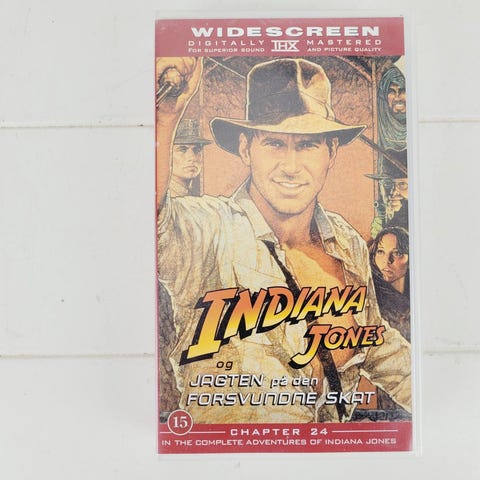 WIDESCREEN
DIGITALLY THX MASTERED
FOR SUPERIOR SOUND AND PICTURE QUALITY
INDIANA
JONES
og
JAGTEN på den
FORSVUNDNE SKAT
15
CHAPTER 24
IN THE COMPLETE ADVENTURES OF INDIANA JONES